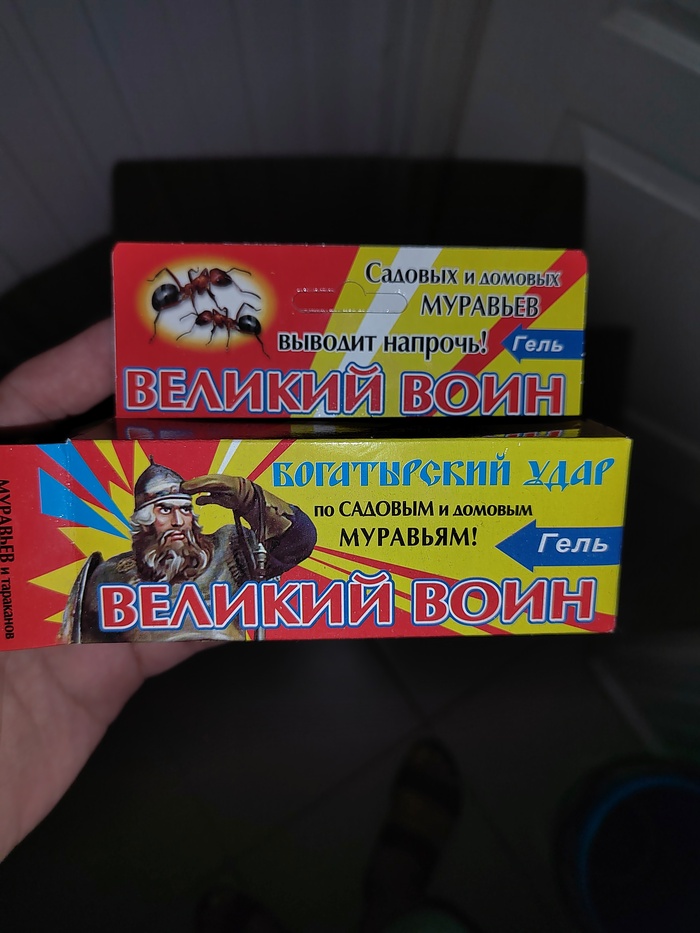 Садовых и домовых
МУРАВЬЕВ
выводит напрочь!
Гель
ВЕЛИКИЙ ВОИН
БОГАТЫРСКИЙ УДАР
по САДОВЫМ и домовым
МУРАВЬЯМ!
Гель
ВЕЛИКИЙ ВОИН
МУРАВЬЕВ и тараканов